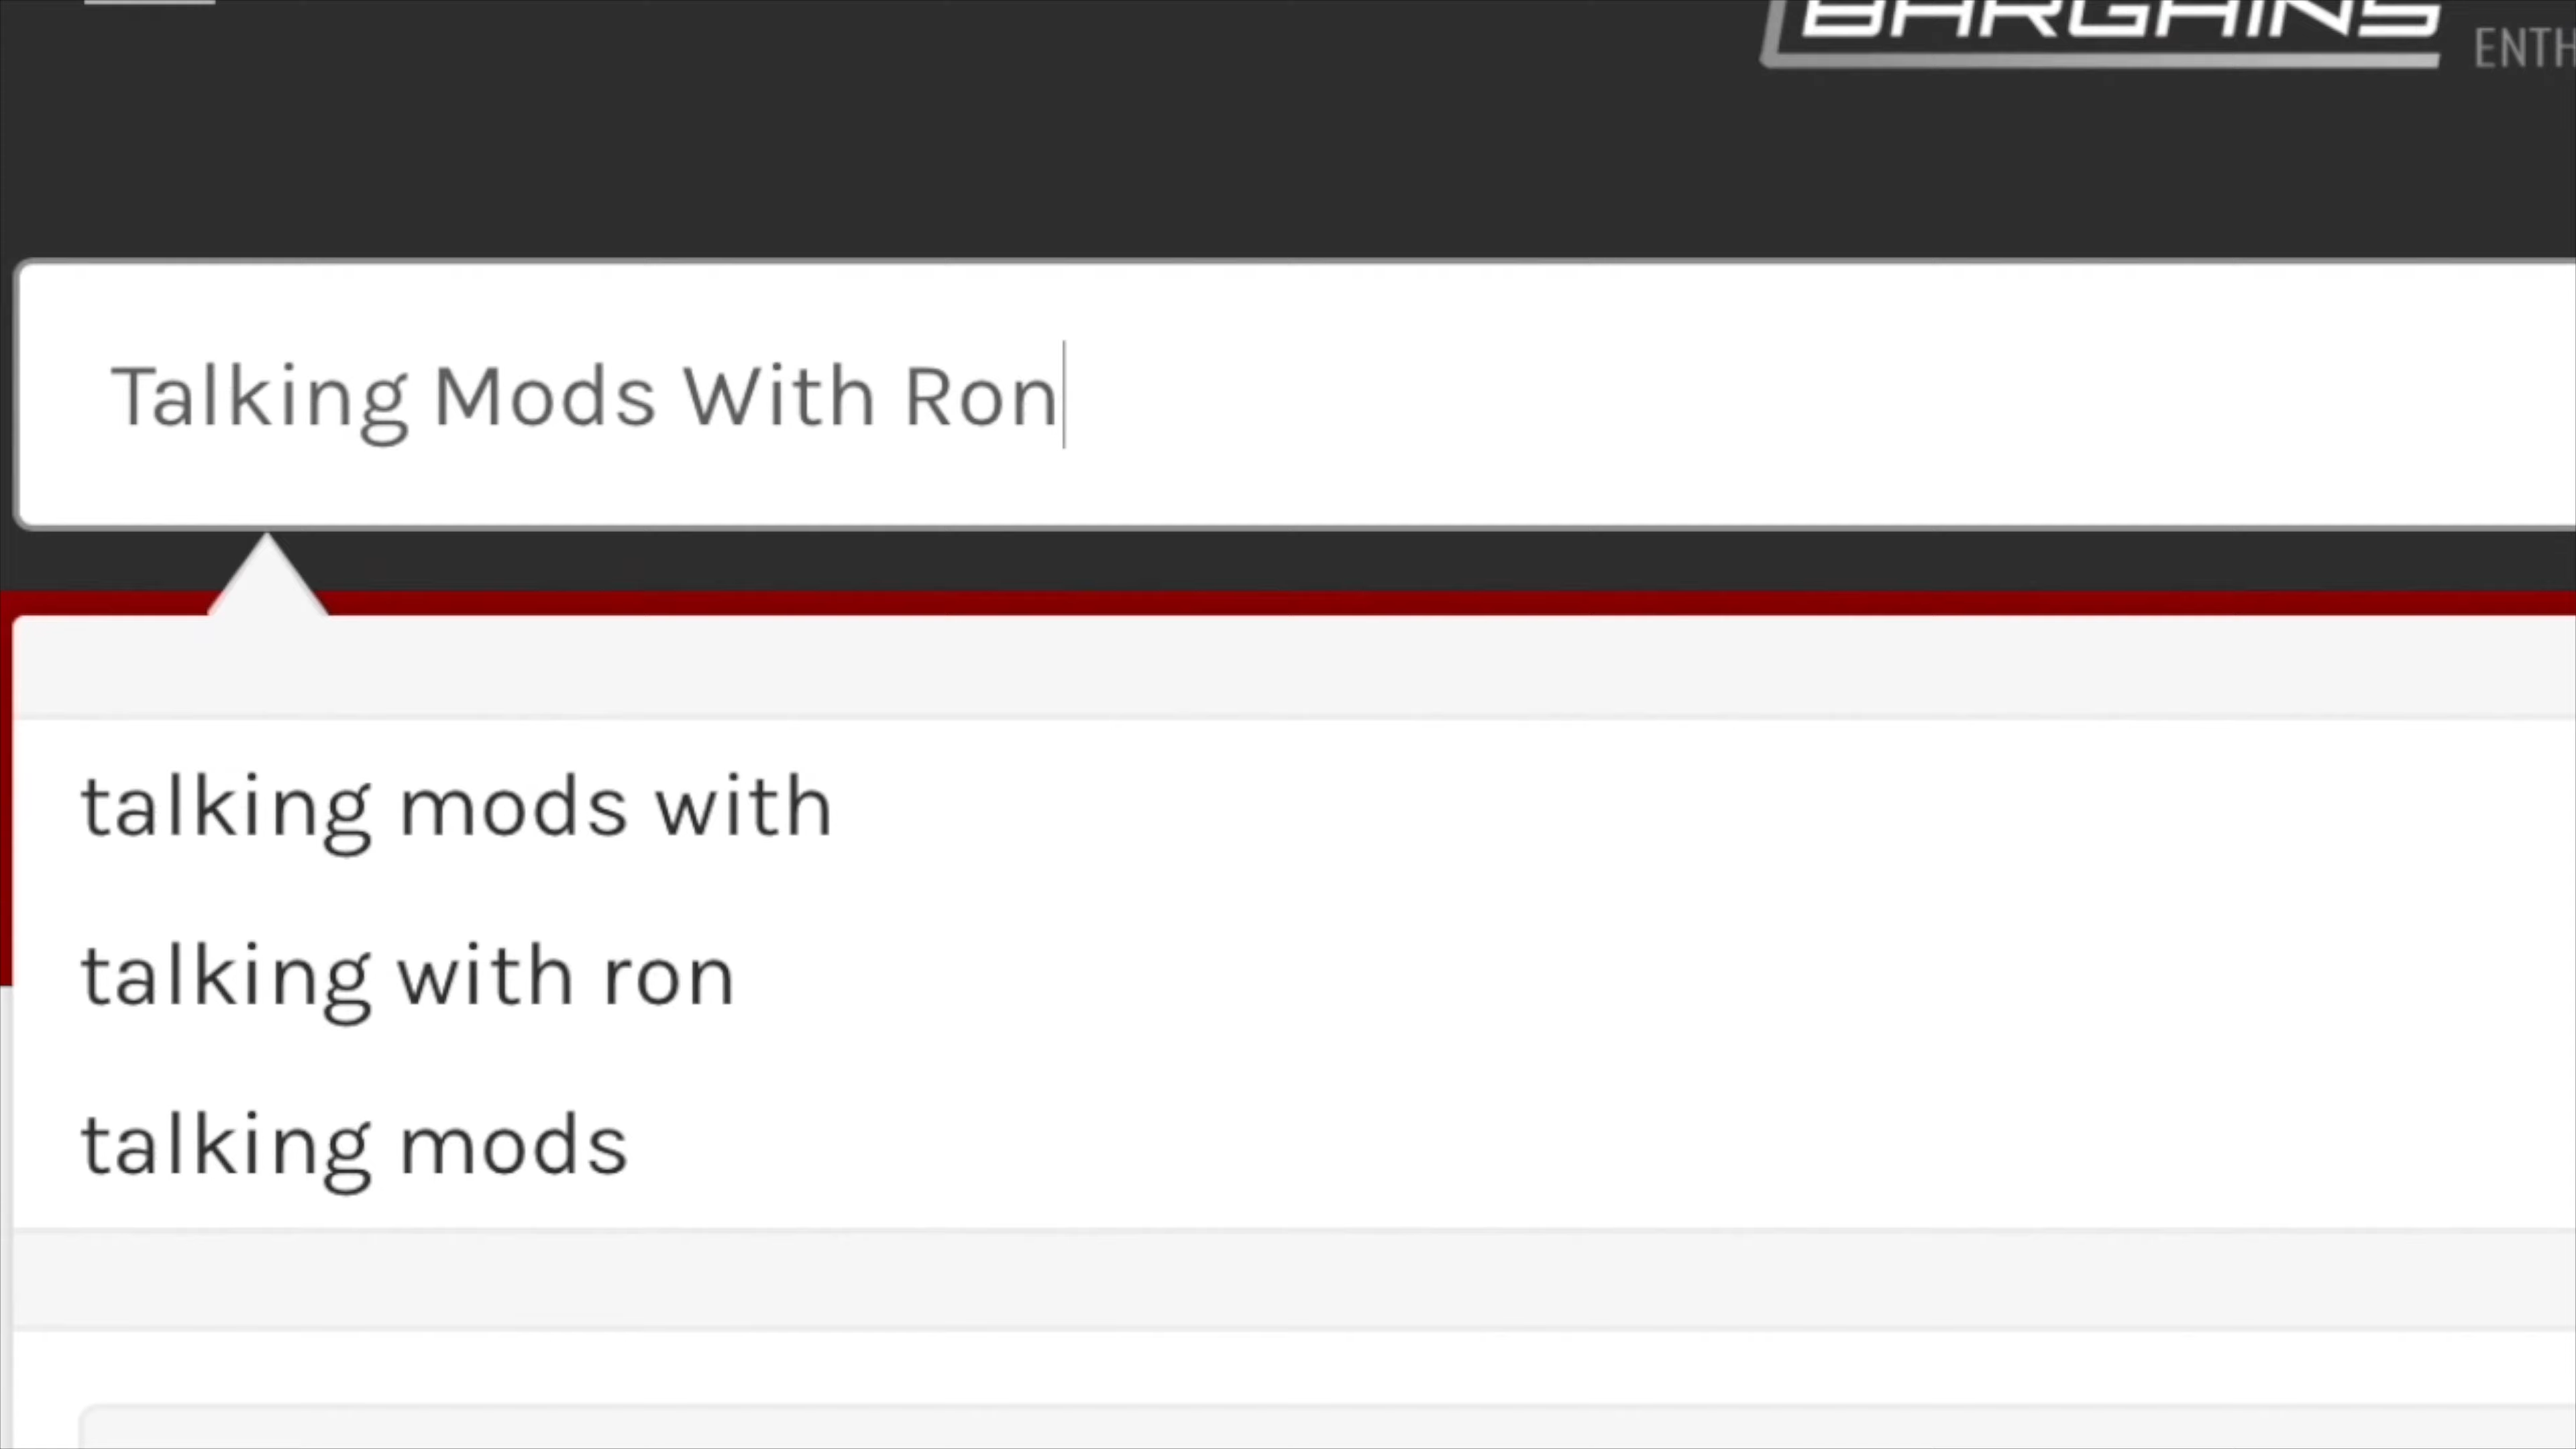 BARGAINS
ENTH
Talking Mods With Ron
talking mods with
talking with ron
talking mods